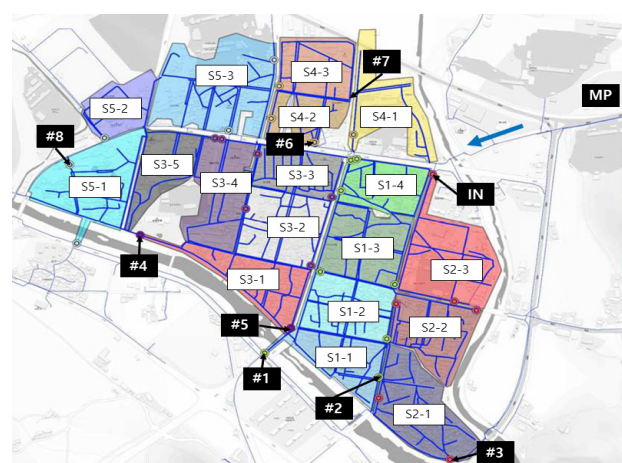 S5-3
S4-3
#7
MP
S5-2
S4-2
S4-1
#8
#6
S3-5
S3-3
S5-1
S3-4
S1-4
IN
S3-2
S1-3
#4
S2-3
S3-1
S1-2
#5
S2-2
S1-1
#1
#2
S2-1
#3